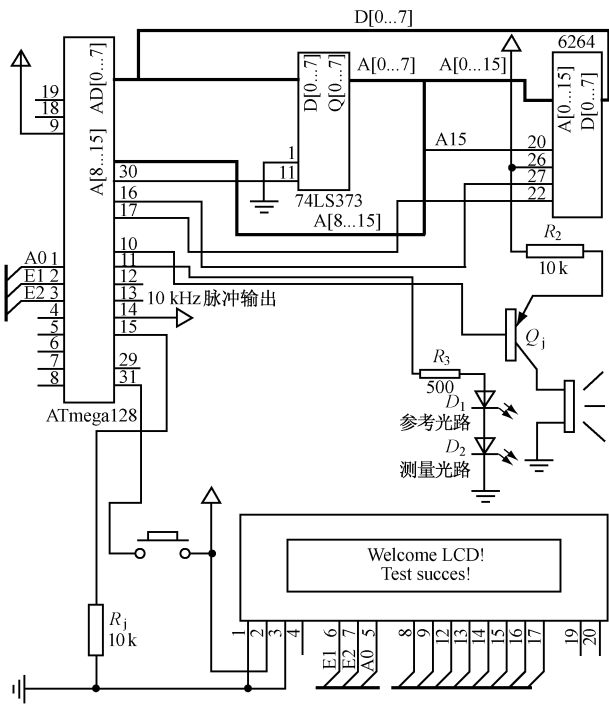 D[0...7]
6264
AD[0...7]
D[0...7]
Q[0...7]
A[0...7]
A[0...15]
A[0...15]
D[0...7]
19
18
9
A[8...15]
30
1
11
74LS373
A15
20
26
27
22
16
17
A[8...15]
10
11
12
13
14
15
29
31
10 kHz脉冲输出
A0 1
E1 2
E2 3
4
5
6
7
8
ATmega128
R2
10 k
Qj
R3
500
D1
参考光路
D2
测量光路
Welcome LCD!
Test succes!
Rj
10 k
1
2
3
4
6
7
5
E1
E2
A0
8
9
12
13
14
15
16
17
19
20